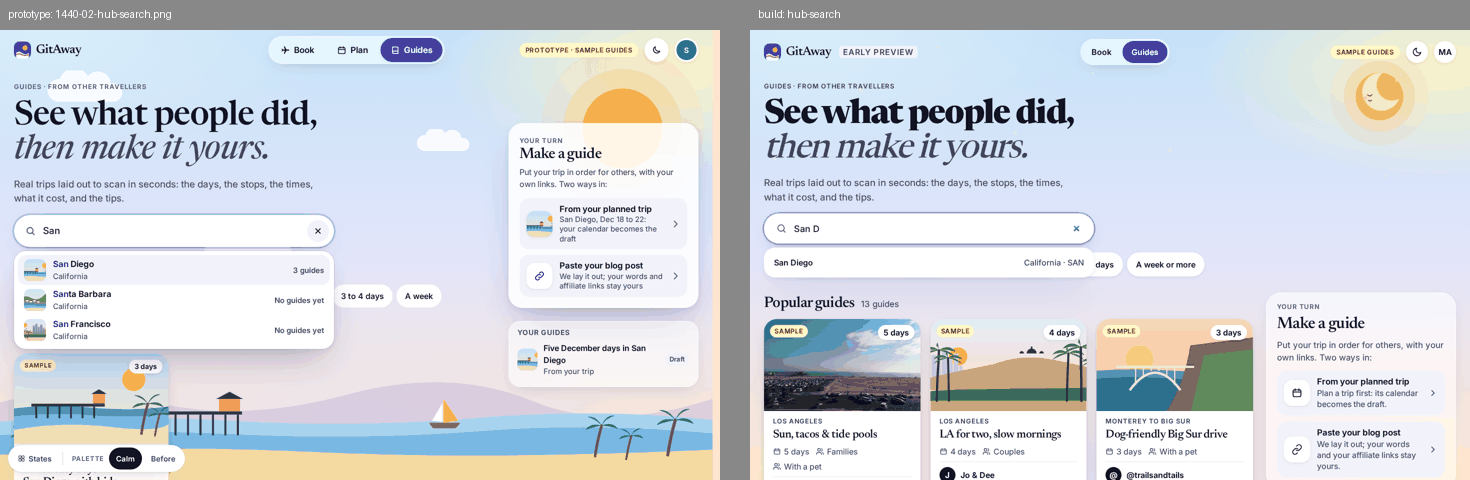 prototype: 1440-02-hub-search.png
GitAway
Book
Plan
Guides
PROTOTYPE · SAMPLE GUIDES
S
GUIDES · FROM OTHER TRAVELLERS
See what people did,
then make it yours.
Real trips laid out to scan in seconds: the days, the stops, the times,
what it cost, and the tips.
San
San Diego
California
3 guides
Santa Barbara
California
No guides yet
San Francisco
California
No guides yet
3 to 4 days
A week
YOUR TURN
Make a guide
Put your trip in order for others, with your
own links. Two ways in:
From your planned trip
San Diego, Dec 18 to 22:
your calendar becomes the
draft
Paste your blog post
We lay it out; your words and
affiliate links stay yours
YOUR GUIDES
Five December days in San
Diego
From your trip
Draft
SAMPLE
3 days
States
PALETTE
Calm
Before
build: hub-search
GitAway
EARLY PREVIEW
Book
Guides
SAMPLE GUIDES
MA
GUIDES · FROM OTHER TRAVELLERS
See what people did,
then make it yours.
Real trips laid out to scan in seconds: the days, the stops, the times,
what it cost, and the tips.
San D
San Diego
California · SAN
days
A week or more
Popular guides
13 guides
SAMPLE
5 days
LOS ANGELES
Sun, tacos & tide pools
5 days
Families
With a pet
SAMPLE
4 days
LOS ANGELES
LA for two, slow mornings
4 days
Couples
J
Jo & Dee
SAMPLE
3 days
MONTEREY TO BIG SUR
Dog-friendly Big Sur drive
3 days
With a pet
@
@trailsandtails
YOUR TURN
Make a guide
Put your trip in order for others, with your
own links. Two ways in:
From your planned trip
Plan a trip first: its calendar
becomes the draft.
Paste your blog post
We lay it out; your words
and your affiliate links stay
yours.